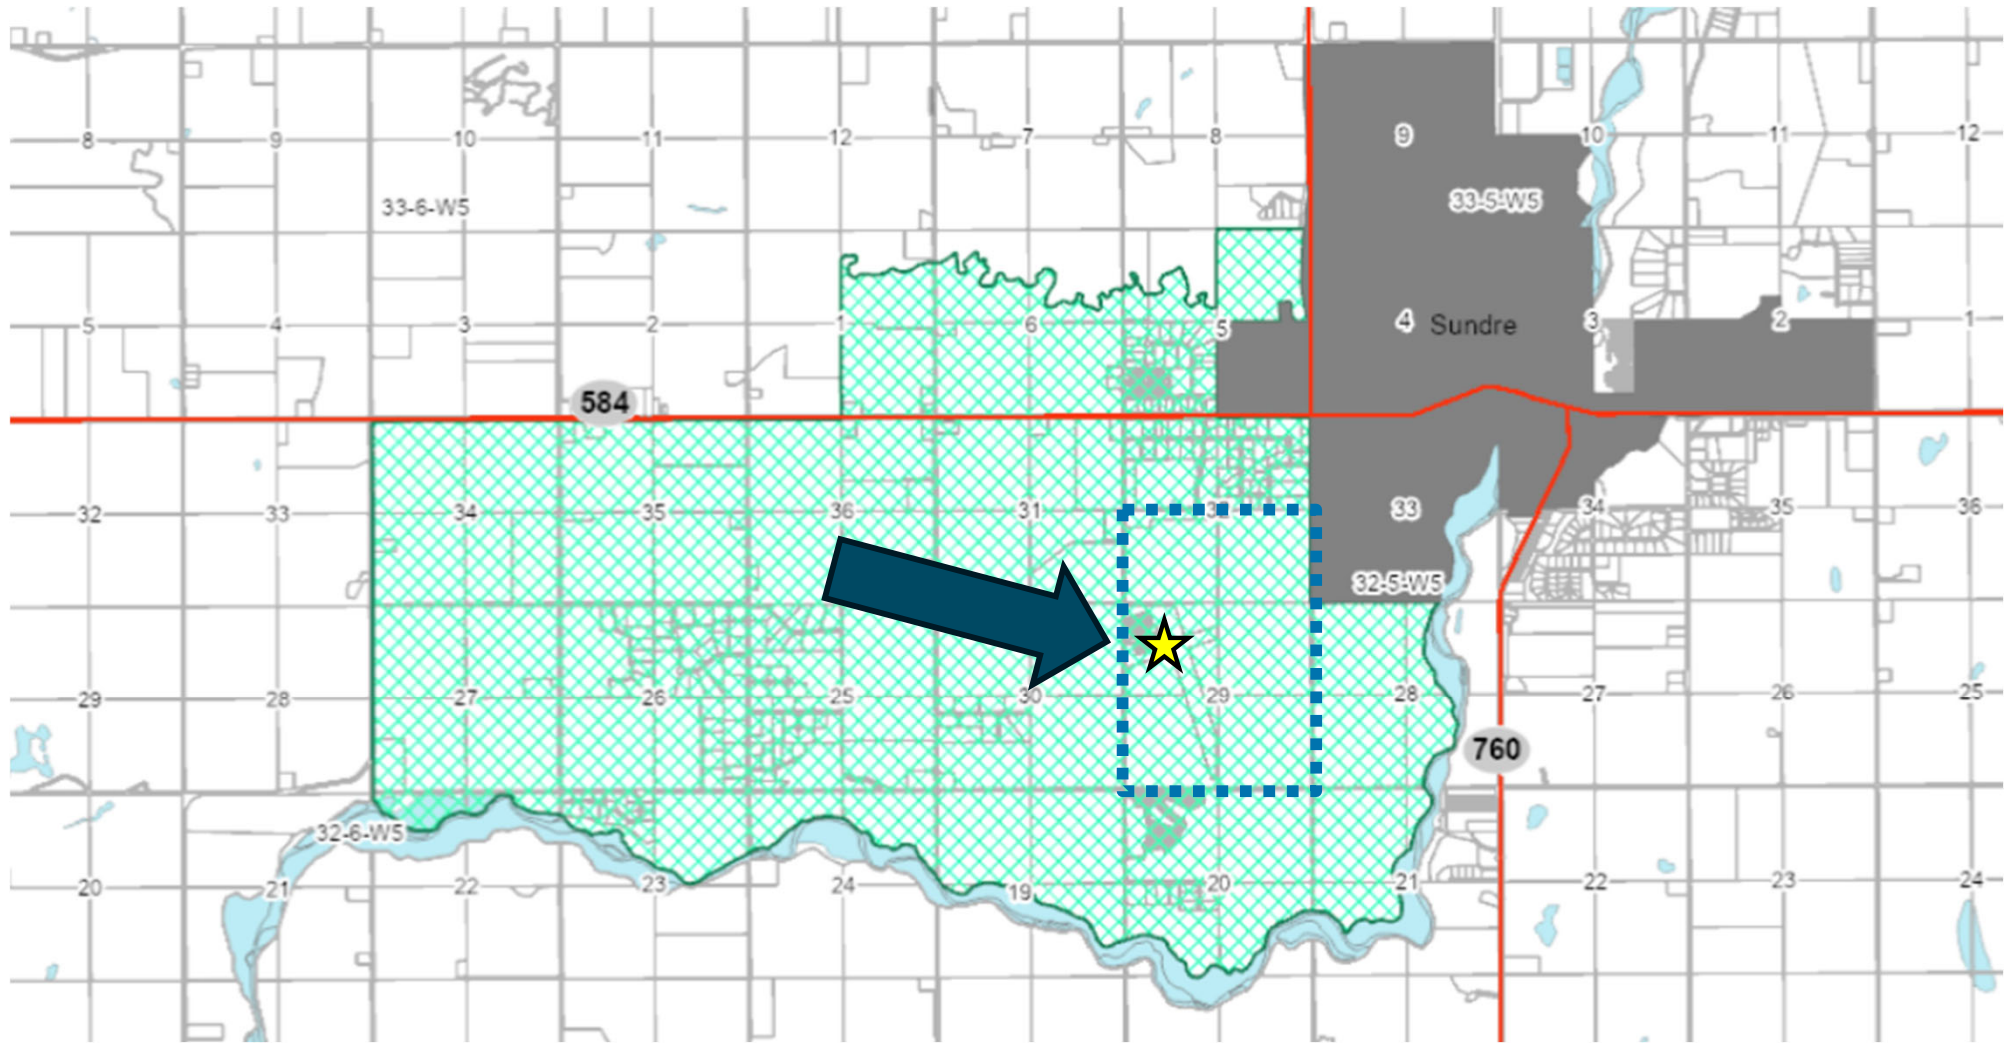 8 9 10 11 12 7 8 9 10 11 12
33-6-W5 33-5-W5
5 4 3 2 1 6 5 4 Sundre 3 2 1
584
32 33 34 35 36 31 32 33 34 35 36
32-5-W5
29 28 27 26 25 30 29 28 27 26 25
760
32-6-W5
20 21 22 23 24 19 20 21 22 23 24